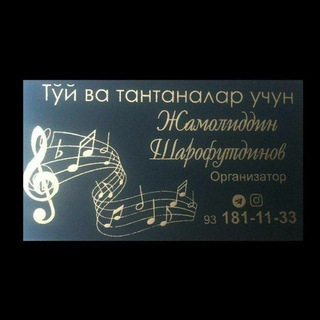 Тўй ва тантаналар учун
Жамолиддин
Шарофутдинов
Организатор
93 181-11-33